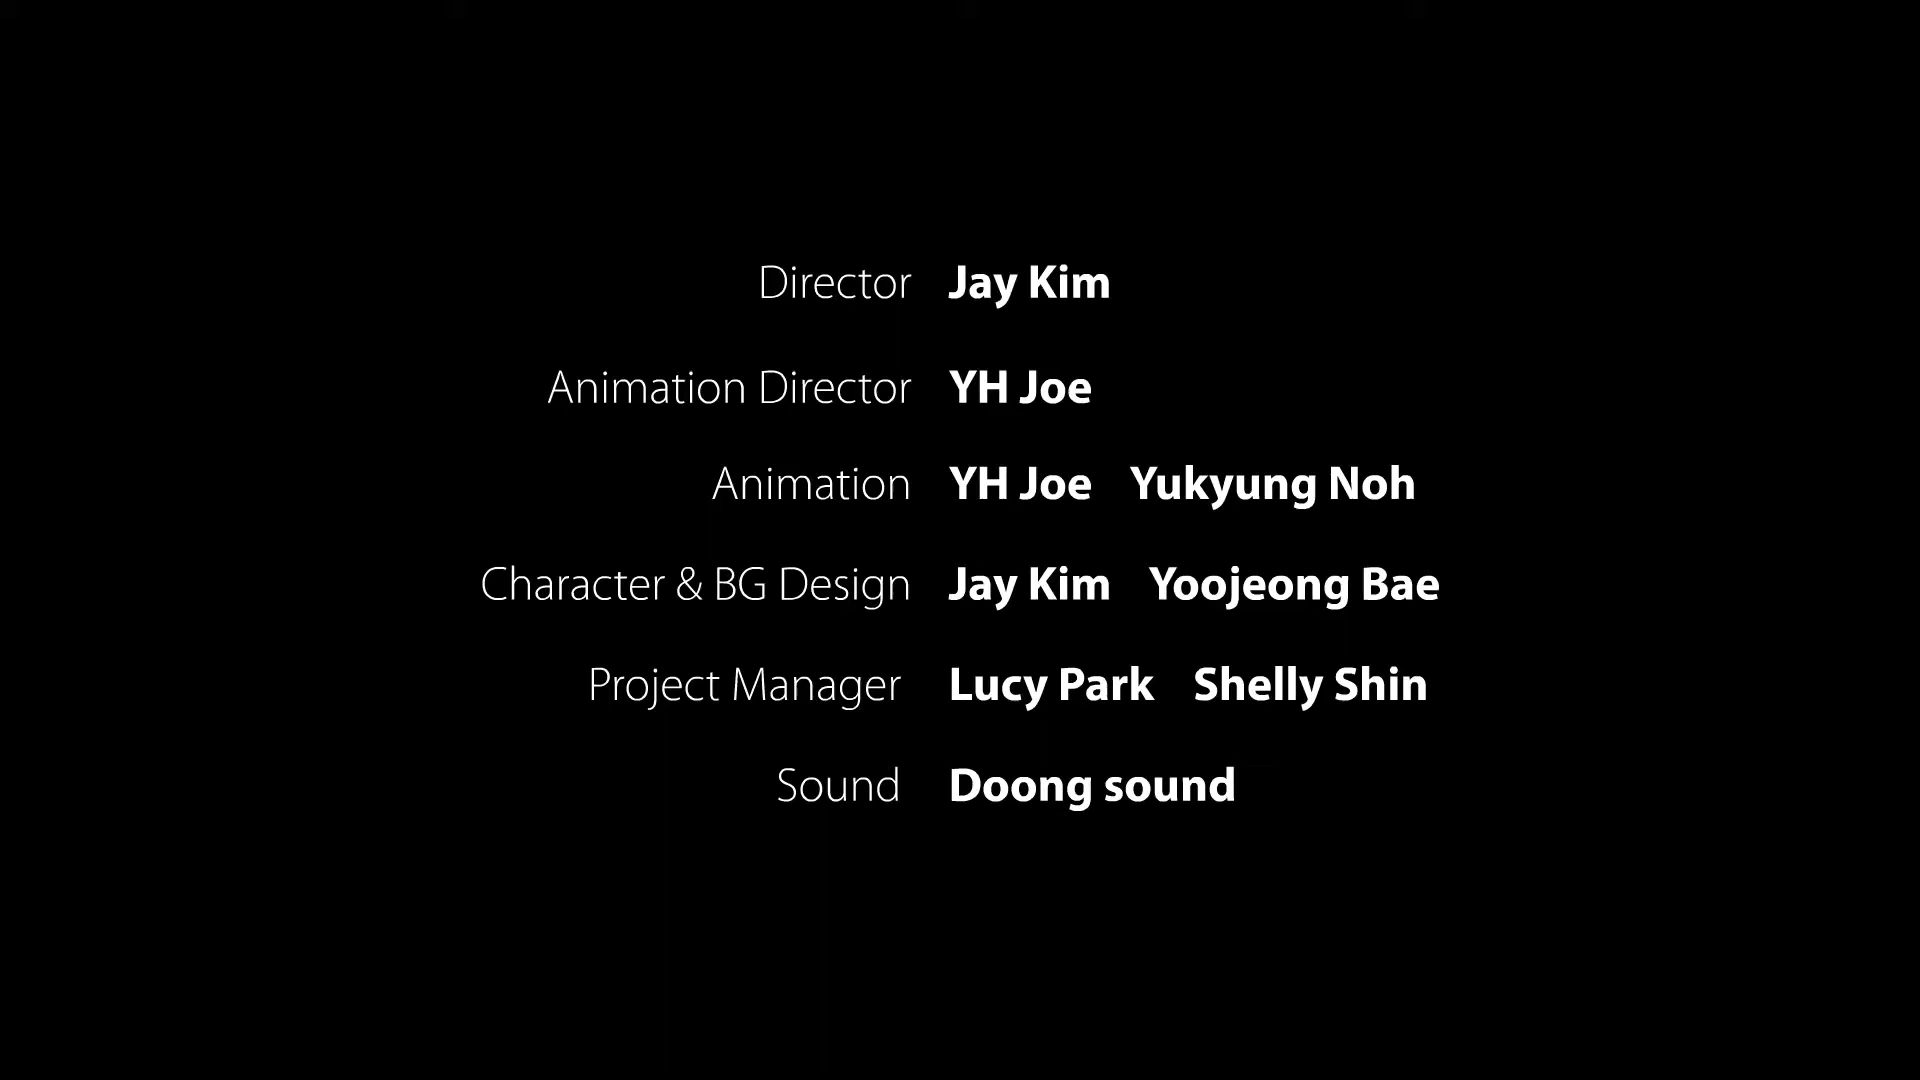 Director Jay Kim
Animation Director YH Joe
Animation YH Joe Yukyung Noh
Character & BG Design Jay Kim Yoojeong Bae
Project Manager Lucy Park Shelly Shin
Sound Doong sound